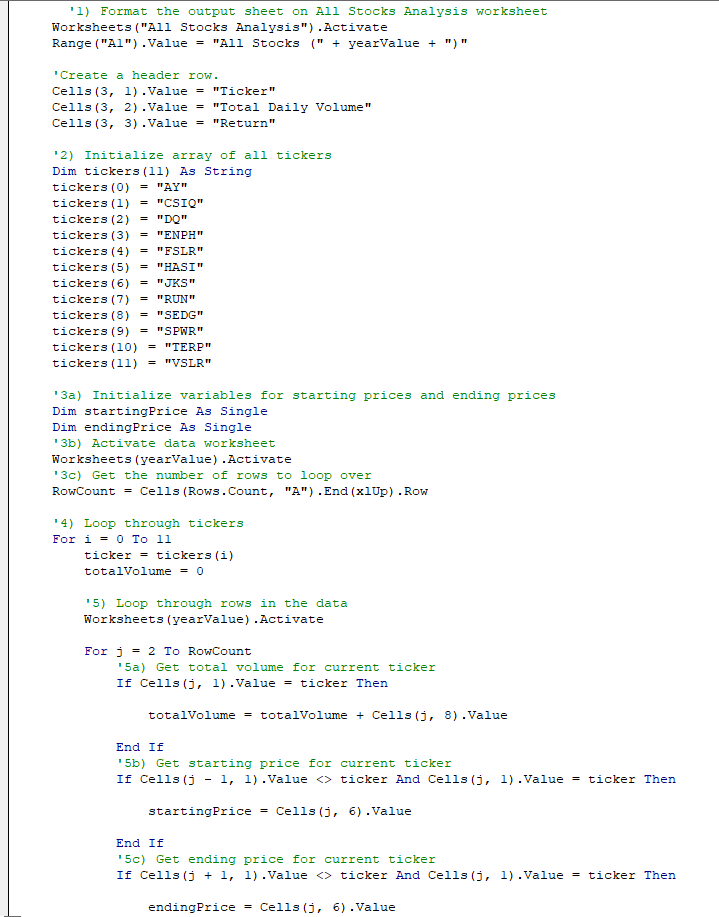 '1) Format the output sheet on All Stocks Analysis worksheet
Worksheets("All Stocks Analysis").Activate
Range("A1").Value = "All Stocks (" + yearValue + ")"
'Create a header row.
Cells(3, 1).Value = "Ticker"
Cells(3, 2).Value = "Total Daily Volume"
Cells(3, 3).Value = "Return"
'2) Initialize array of all tickers
Dim tickers(11) As String
tickers(0) = "AY"
tickers(1) = "CSIQ"
tickers(2) = "DQ"
tickers(3) = "ENPH"
tickers(4) = "FSLR"
tickers(5) = "HASI"
tickers(6) = "JKS"
tickers(7) = "RUN"
tickers(8) = "SEDG"
tickers(9) = "SPWR"
tickers(10) = "TERP"
tickers(11) = "VSLR"
'3a) Initialize variables for starting prices and ending prices
Dim startingPrice As Single
Dim endingPrice As Single
'3b) Activate data worksheet
Worksheets(yearValue).Activate
'3c) Get the number of rows to loop over
RowCount = Cells(Rows.Count, "A").End(xlUp).Row
'4) Loop through tickers
For i = 0 To 11
ticker = tickers(i)
totalVolume = 0
'5) Loop through rows in the data
Worksheets(yearValue).Activate
For j = 2 To RowCount
'5a) Get total volume for current ticker
If Cells(j, 1).Value = ticker Then
totalVolume = totalVolume + Cells(j, 8).Value
End If
'5b) Get starting price for current ticker
If Cells(j - 1, 1).Value <> ticker And Cells(j, 1).Value = ticker Then
startingPrice = Cells(j, 6).Value
End If
'5c) Get ending price for current ticker
If Cells(j + 1, 1).Value <> ticker And Cells(j, 1).Value = ticker Then
endingPrice = Cells(j, 6).Value